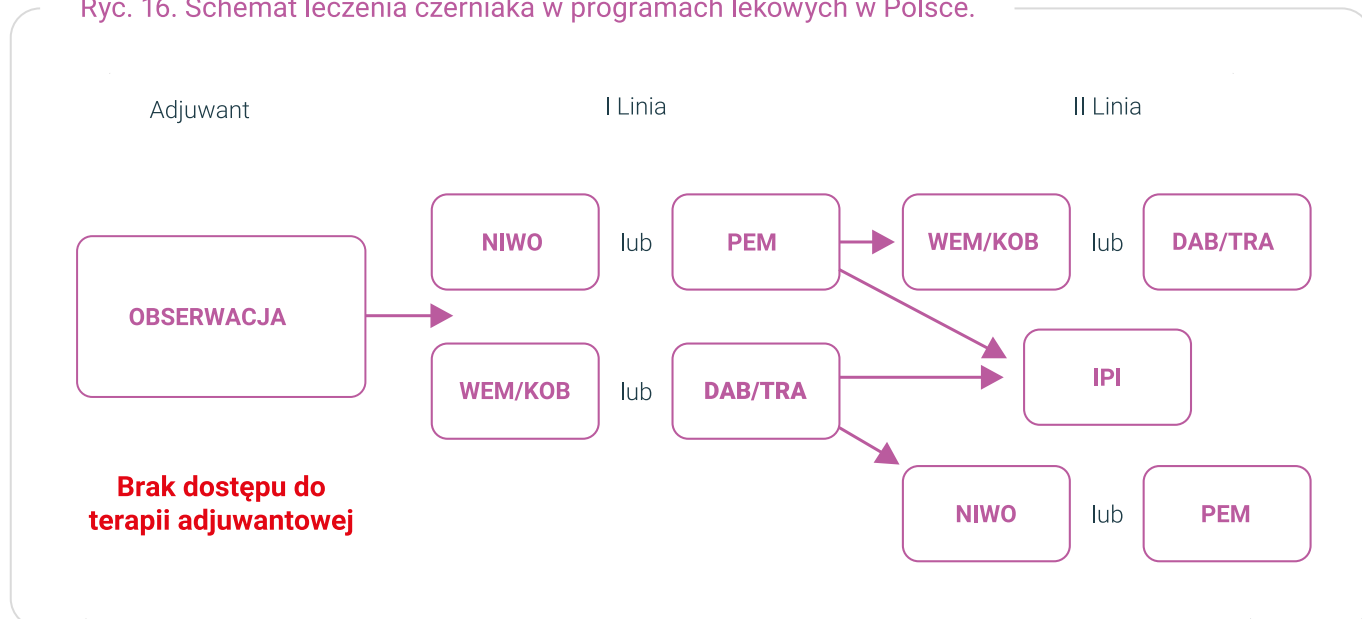 Ryc. 16. Schemat leczenia czerniaka w programach lekowych w Polsce.
Adjuwant
I Linia
II Linia
NIWO lub PEM
WEM/KOB lub DAB/TRA
OBSERWACJA
IPI
WEM/KOB lub DAB/TRA
Brak dostępu do
terapii adjuwantowej
NIWO lub PEM